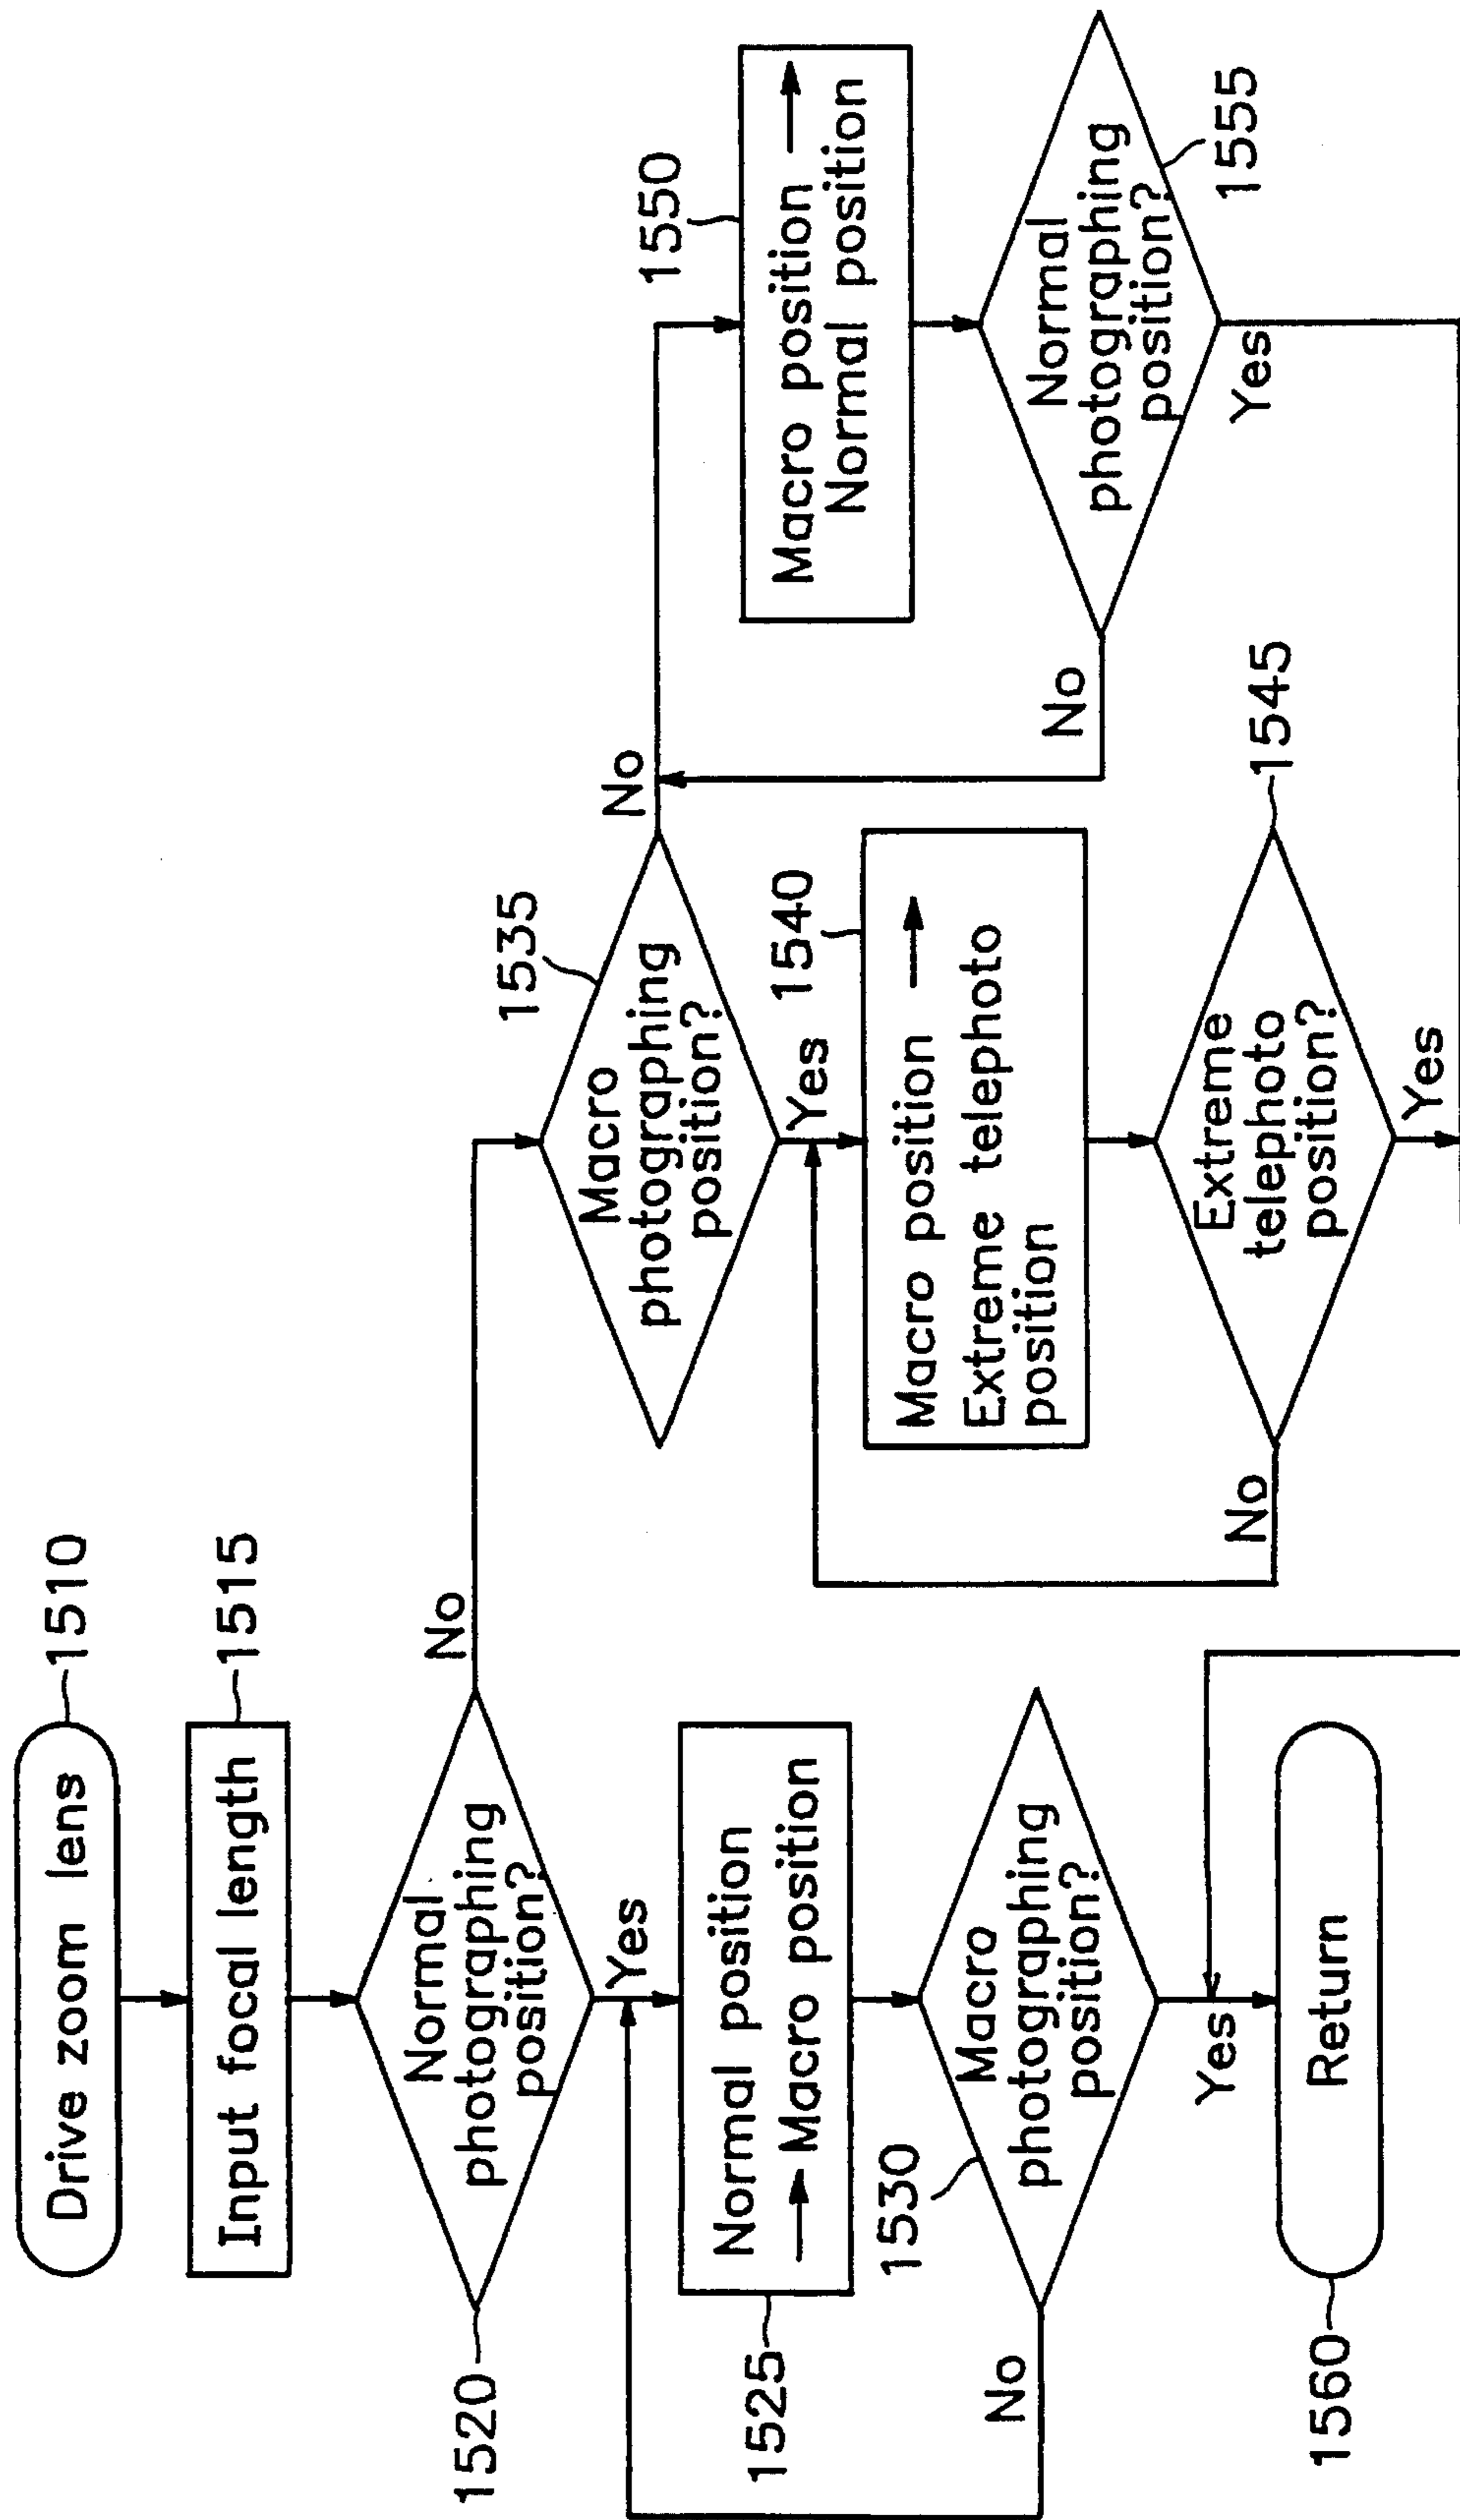 Drive zoom lens
1510
Input focal length
1515
Normal
photographing
position?
1520
No
Yes
Normal position
→ Macro position
1525
Macro
photographing
position?
1530
No
Yes
Return
1560
Macro
photographing
position?
1535
No
Yes
Macro position →
Extreme telephoto
position
1540
Extreme
telephoto
position?
1545
No
Yes
Macro position →
Normal position
1550
Normal
photographing
position?
1555
No
Yes